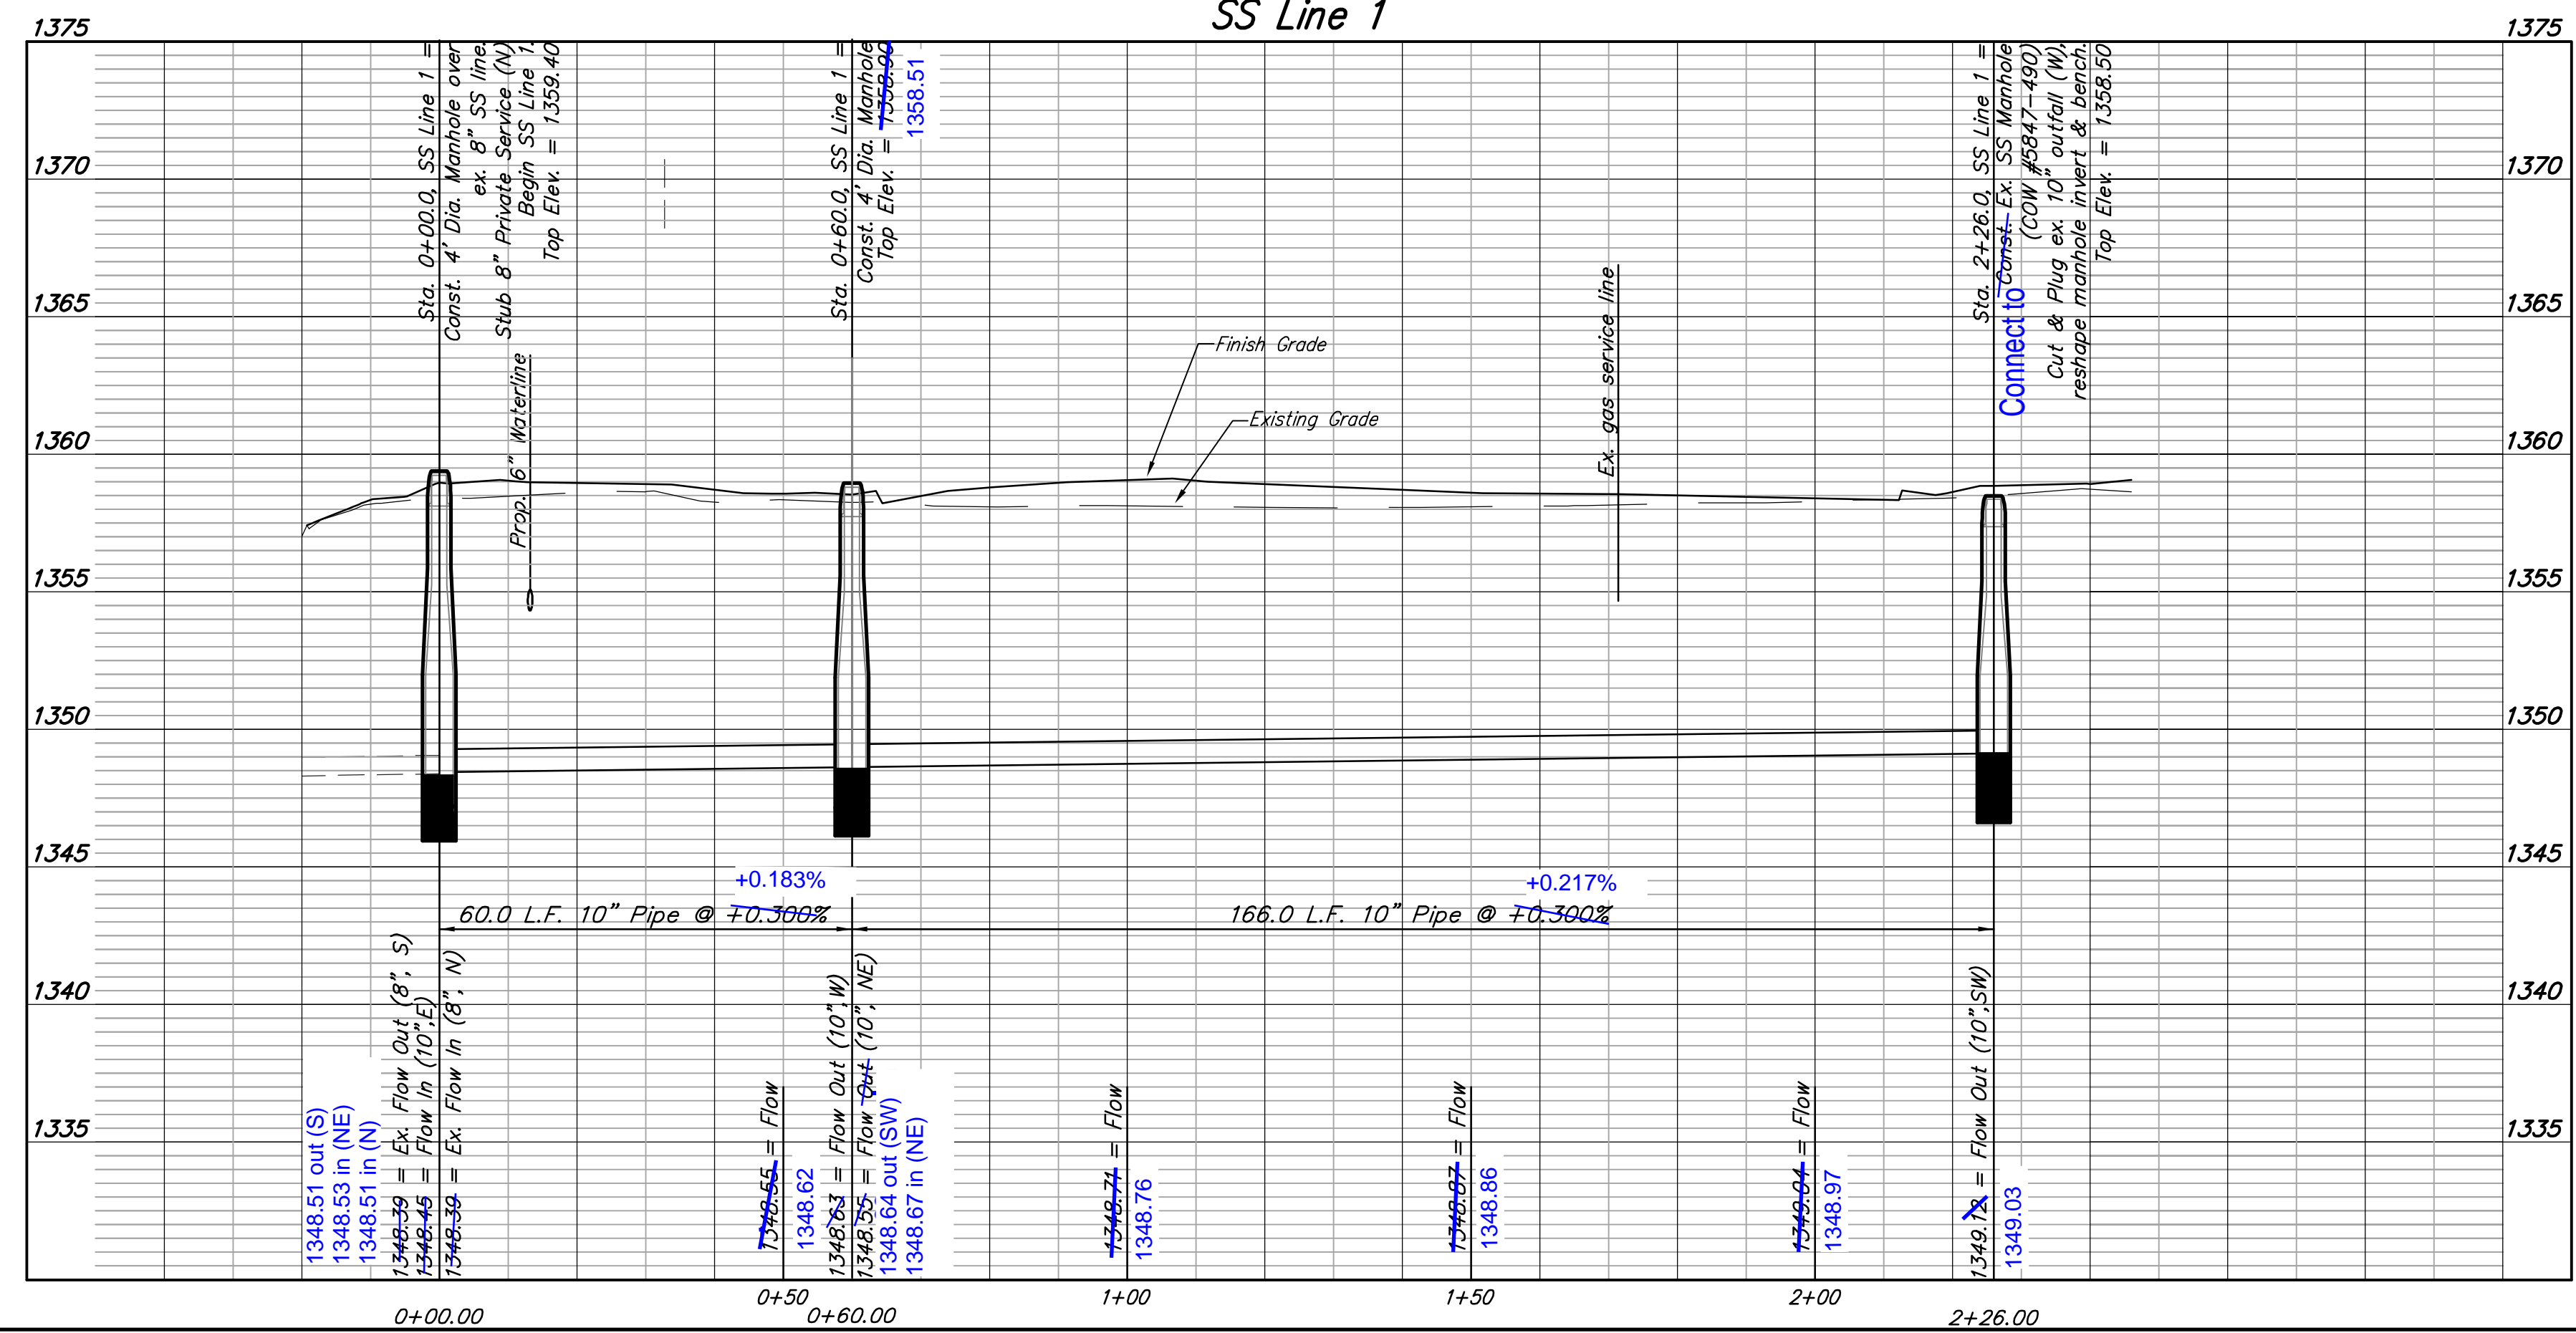 SS Line 1
1375
1375
1370
1370
1365
1365
1360
1360
1355
1355
1350
1350
1345
1345
1340
1340
1335
1335
Sta. 0+00.0, SS Line 1 =
Const. 4' Dia. Manhole over
ex. 8" SS line.
Stub 8" Private Service (N)
Begin SS Line 1.
Top Elev. = 1359.40
Prop. 6" Waterline
Sta. 0+60.0, SS Line 1 =
Const. 4' Dia. Manhole
Top Elev. = 1358.90
1358.51
Finish Grade
Existing Grade
Ex. gas service line
Sta. 2+26.0, SS Line 1 =
Const. Ex. SS Manhole
Connect to
(COW #5847-490)
Cut & Plug ex. 10" outfall (W),
reshape manhole invert & bench.
Top Elev. = 1358.50
+0.183%
60.0 L.F. 10" Pipe @ +0.300%
+0.217%
166.0 L.F. 10" Pipe @ +0.300%
1348.51 out (S)
1348.53 in (NE)
1348.51 in (N)
1348.39 = Ex. Flow Out (8", S)
1348.45 = Flow In (10",E)
1348.39 = Ex. Flow In (8", N)
1348.55 = Flow
1348.62
1348.63 = Flow Out (10",W)
1348.55 = Flow Out (10", NE)
1348.64 out (SW)
1348.67 in (NE)
1348.71 = Flow
1348.76
1348.87 = Flow
1348.86
1349.04 = Flow
1348.97
1349.12 = Flow Out (10",SW)
1349.03
0+00.00
0+50
0+60.00
1+00
1+50
2+00
2+26.00